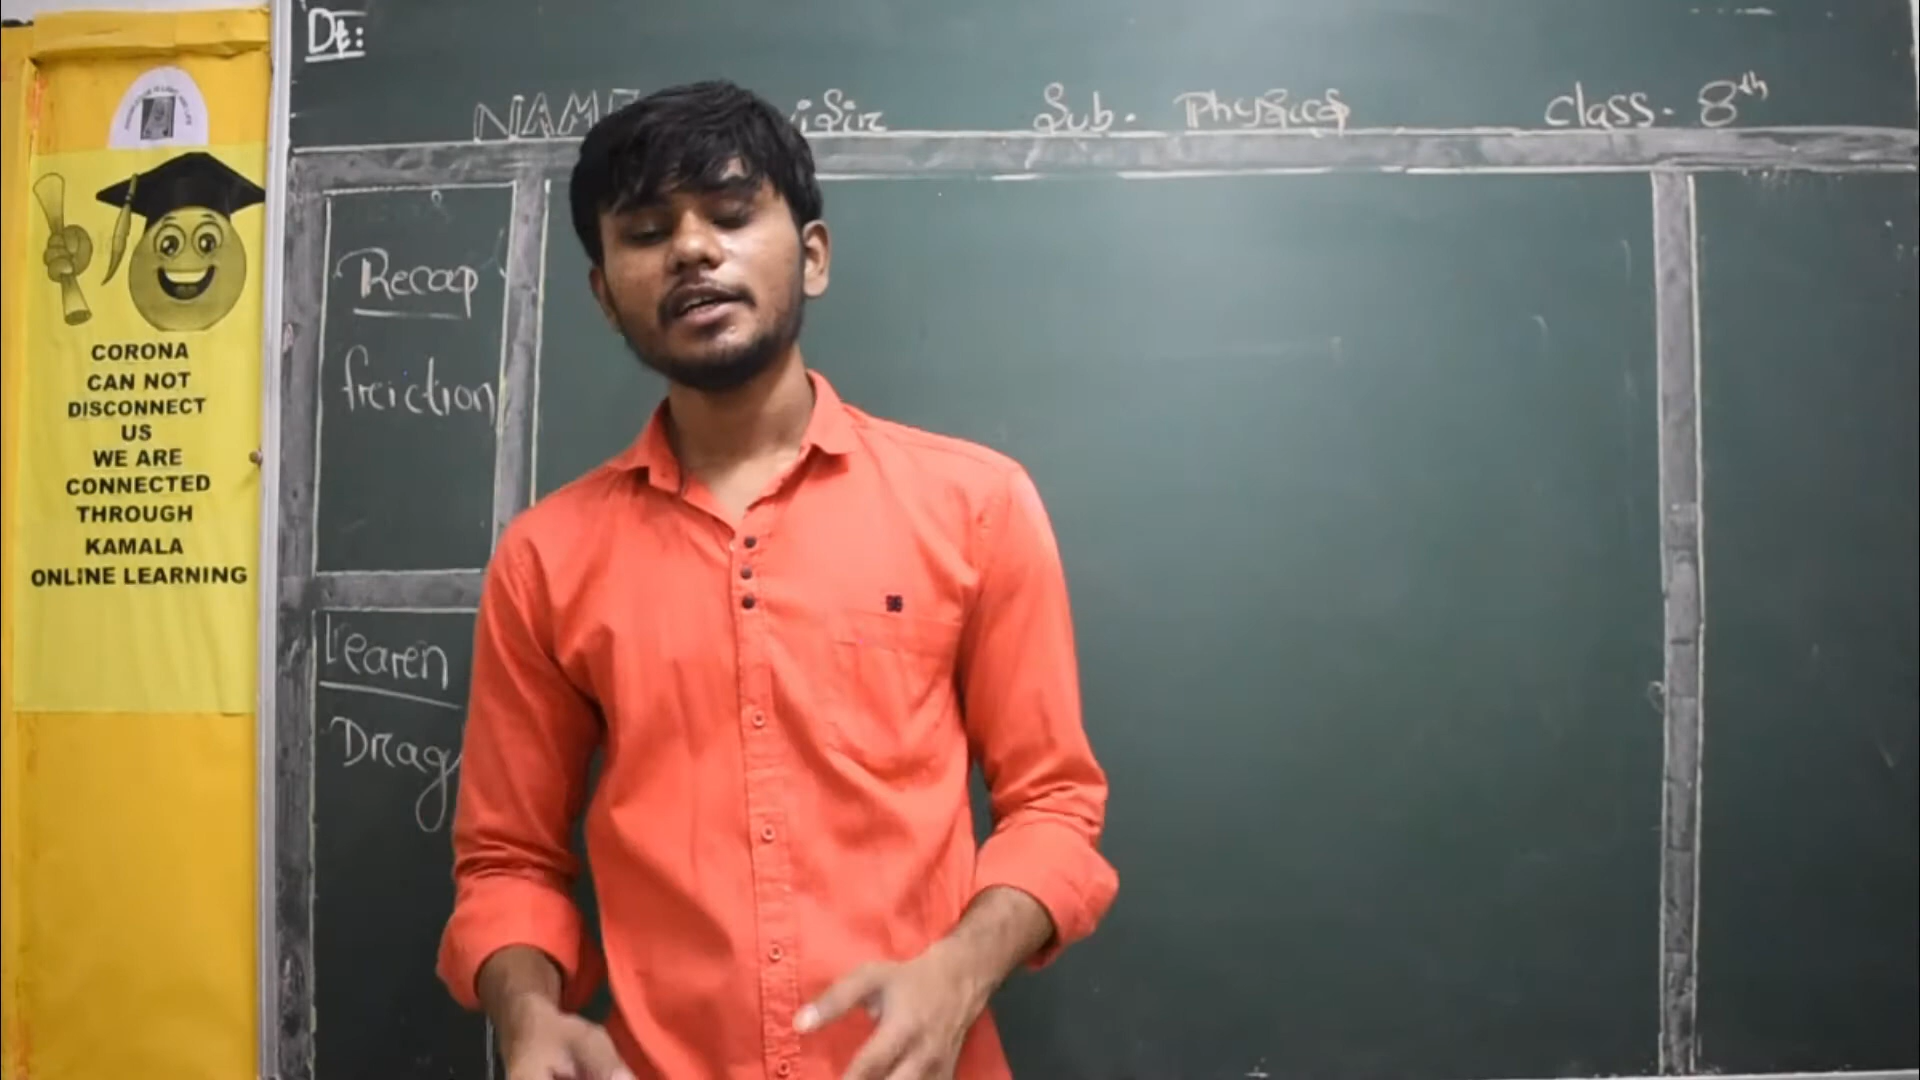 Dt:
NAME
Sub. Physics
Class. 8th
Recap
friction
Learn
Drag
CORONA
CAN NOT
DISCONNECT
US
WE ARE
CONNECTED
THROUGH
KAMALA
ONLINE LEARNING